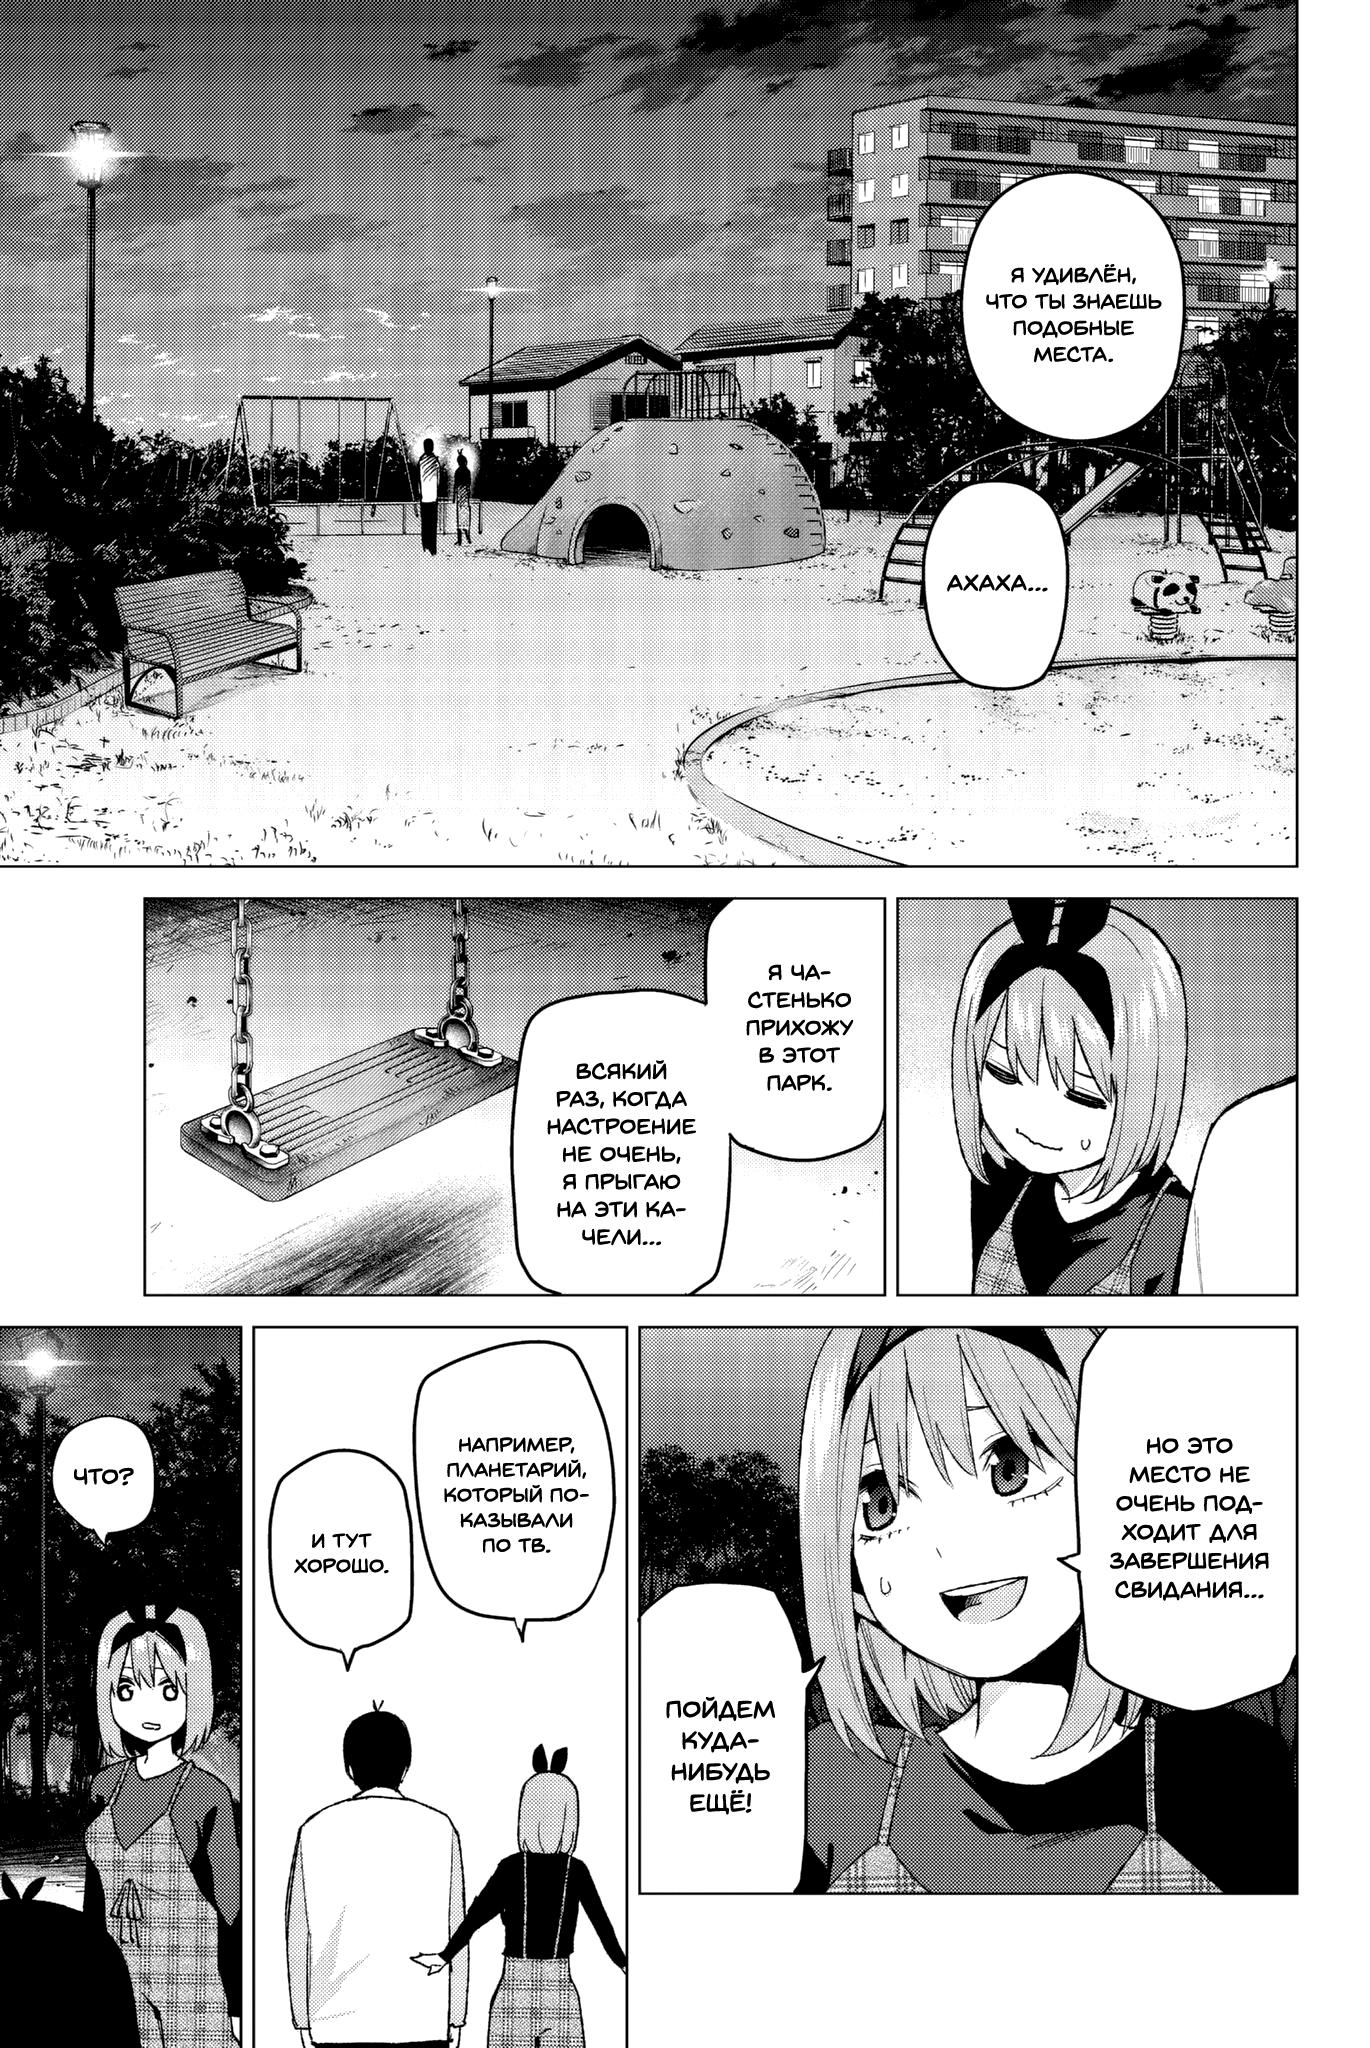 Я УДИВЛЁН,
ЧТО ТЫ ЗНАЕШЬ
ПОДОБНЫЕ
МЕСТА.
АХАХА...
Я ЧА-
СТЕНЬКО
ПРИХОЖУ
В ЭТОТ
ПАРК.
ВСЯКИЙ
РАЗ, КОГДА
НАСТРОЕНИЕ
НЕ ОЧЕНЬ,
Я ПРЫГАЮ
НА ЭТИ КА-
ЧЕЛИ...
НО ЭТО
МЕСТО НЕ
ОЧЕНЬ ПОД-
ХОДИТ ДЛЯ
ЗАВЕРШЕНИЯ
СВИДАНИЯ...
ПОЙДЕМ
КУДА-
НИБУДЬ
ЕЩЁ!
НАПРИМЕР,
ПЛАНЕТАРИЙ,
КОТОРЫЙ ПО-
КАЗЫВАЛИ
ПО ТВ.
И ТУТ
ХОРОШО.
ЧТО?